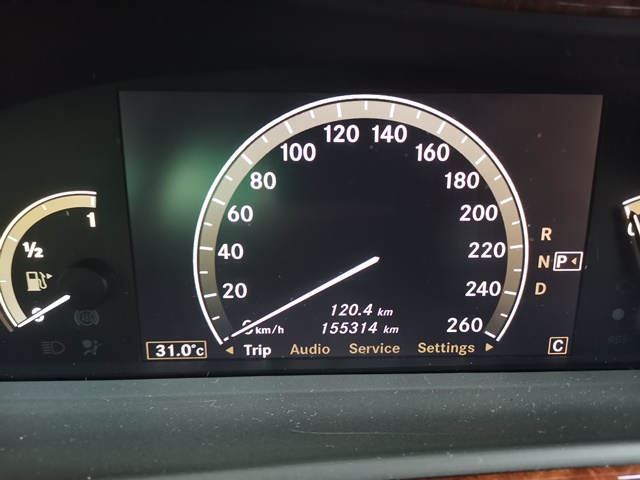 120 140
100 160
80 180
60 200
40 220
20 240
km/h 260
120.4 km
155314 km
1
½
0
R
N P
D
31.0°C
Trip Audio Service Settings
C